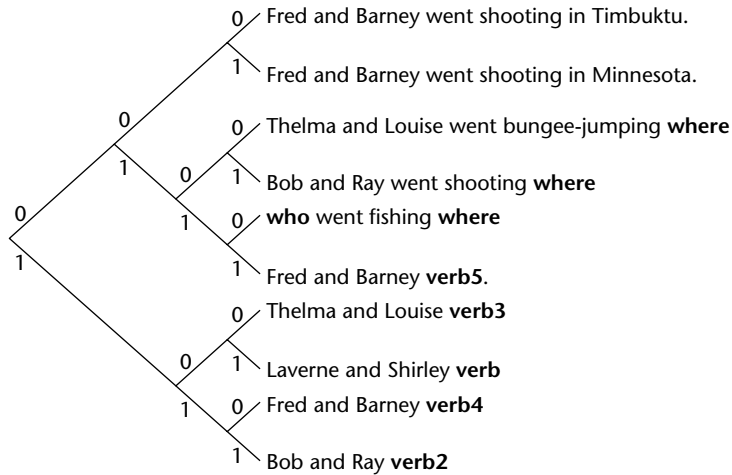 0 Fred and Barney went shooting in Timbuktu.
1 Fred and Barney went shooting in Minnesota.
0
0 Thelma and Louise went bungee-jumping where
1 0
1 Bob and Ray went shooting where
0 1 0 who went fishing where
1
1 Fred and Barney verb5.
0 Thelma and Louise verb3
0
1 Laverne and Shirley verb
1 0 Fred and Barney verb4
1 Bob and Ray verb2